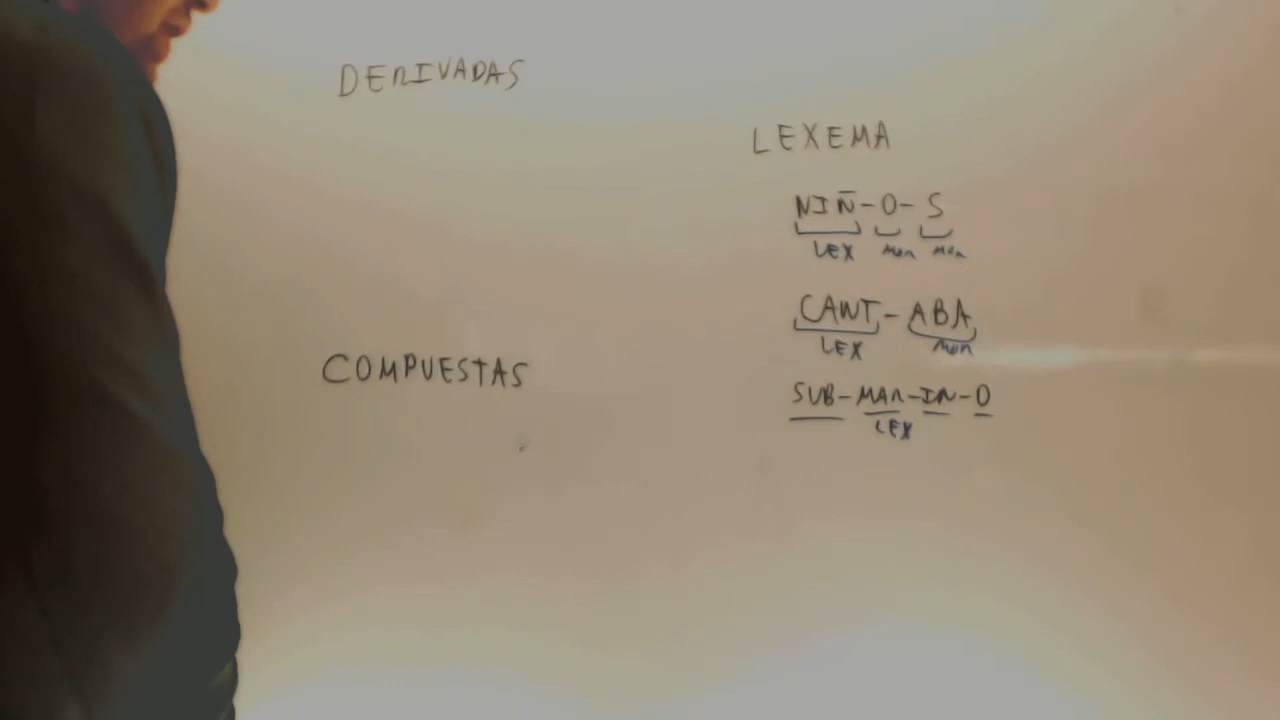 DERIVADAS
COMPUESTAS
LEXEMA
NIÑ-O-S
LEX MOR MOR
CANT-ABA
LEX MOR
SUB-MAR-IN-O
LEX